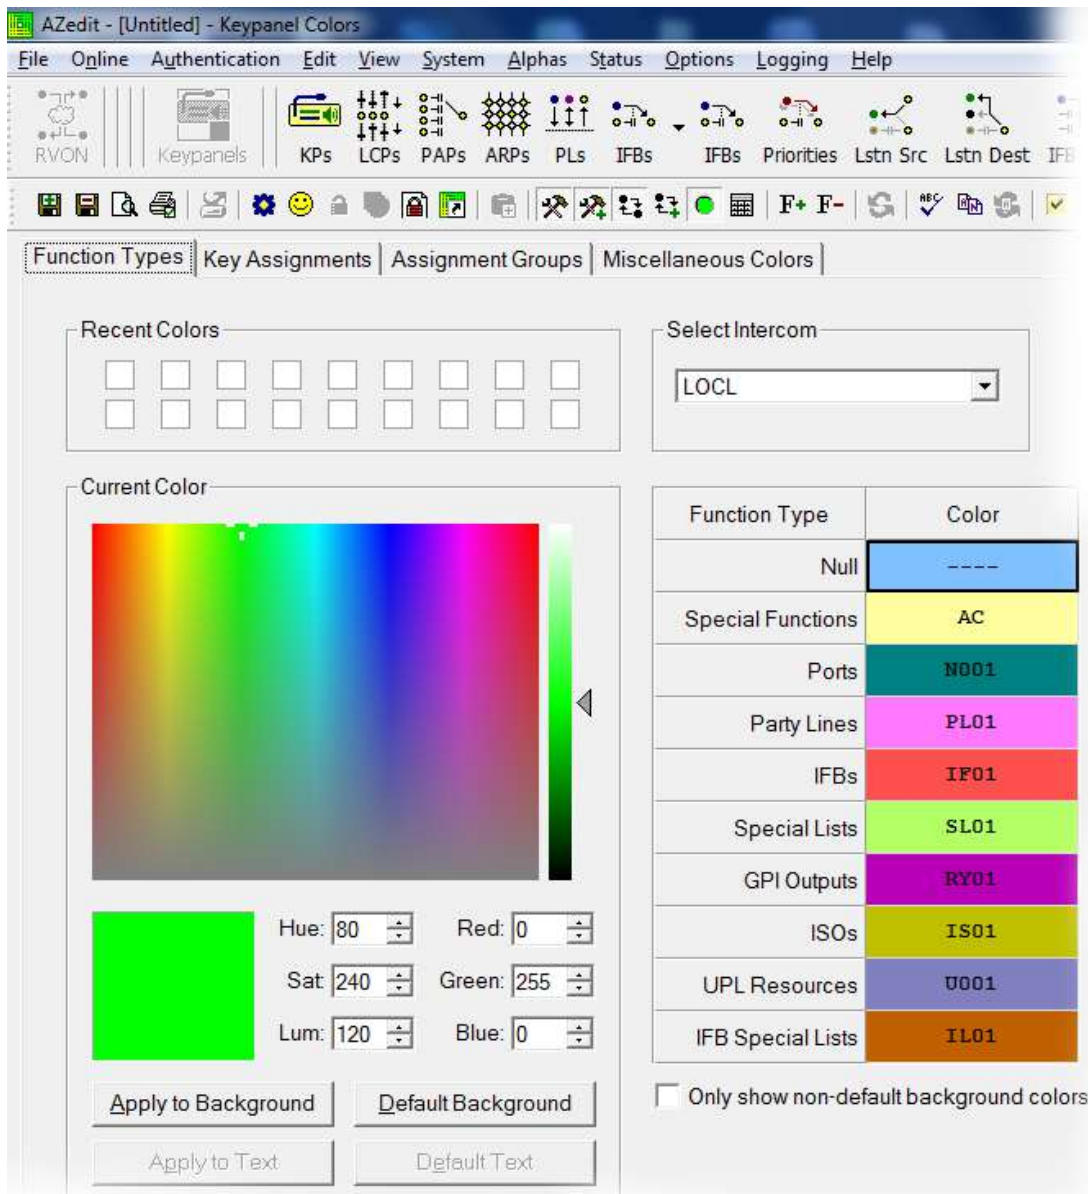 AZedit - [Untitled] - Keypanel Colors
File Online Authentication Edit View System Alphas Status Options Logging Help
RVON Keypanels KPs LCPs PAPs ARPs PLs IFBs IFBs Priorities Lstn Src Lstn Dest
F+ F- ABC
Function Types Key Assignments Assignment Groups Miscellaneous Colors
Recent Colors Select Intercom
LOCL
Current Color
Function Type Color
Null ----
Special Functions AC
Ports N001
Party Lines PL01
IFBs IF01
Special Lists SL01
GPI Outputs RY01
ISOs IS01
UPL Resources U001
IFB Special Lists IL01
Hue: 80 Red: 0
Sat: 240 Green: 255
Lum: 120 Blue: 0
Only show non-default background colors
Apply to Background Default Background
Apply to Text Default Text